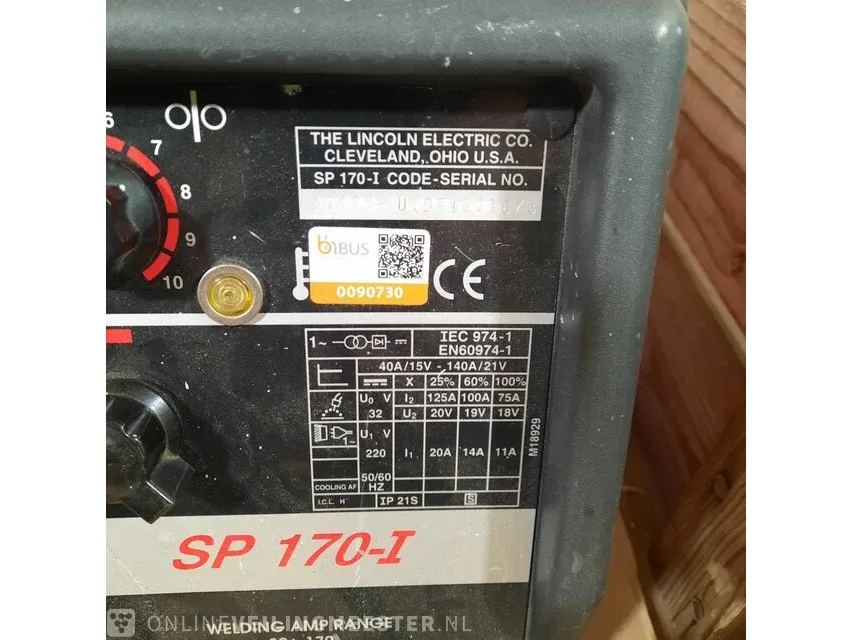 6
7
8
9
10
THE LINCOLN ELECTRIC CO.
CLEVELAND, OHIO U.S.A.
SP 170-I CODE-SERIAL NO.
BUS
0090730
CE
1~ IEC 974-1
EN60974-1
40A/15V - 140A/21V
X 25% 60% 100%
U0 V I2 125A 100A 75A
32 U2 20V 19V 18V
1~ U1 V
220 I1 20A 14A 11A
50/60
HZ
COOLING AF
I.C.L. H IP 21S S
M18929
SP 170-I
WELDING AMP RANGE
ONLINEVEILINGMEESTER.NL